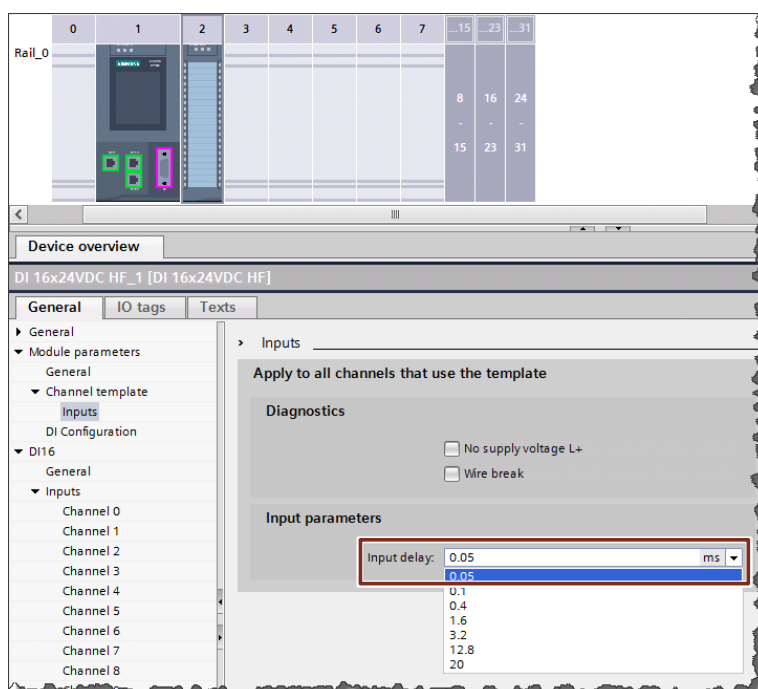 0 1 2 3 4 5 6 7 ...15 ...23 ...31
Rail_0
SIEMENS
8 16 24
- - -
15 23 31
Device overview
DI 16x24VDC HF_1 [DI 16x24VDC HF]
General IO tags Texts
General
Module parameters
General
Channel template
Inputs
DI Configuration
DI16
General
Inputs
Channel 0
Channel 1
Channel 2
Channel 3
Channel 4
Channel 5
Channel 6
Channel 7
Channel 8
Inputs
Apply to all channels that use the template
Diagnostics
No supply voltage L+
Wire break
Input parameters
Input delay: 0.05 ms
0.05
0.1
0.4
1.6
3.2
12.8
20